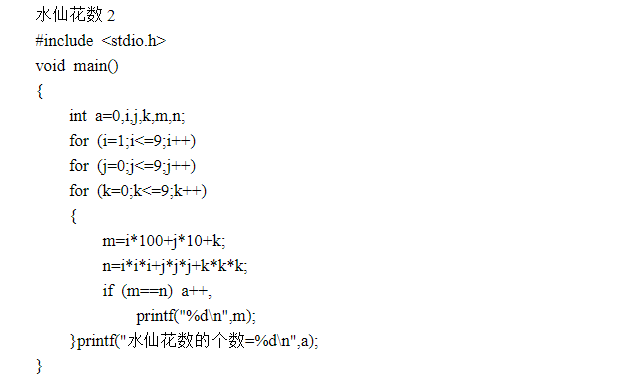 水仙花数 2
#include <stdio.h>
void main()
{
int a=0,i,j,k,m,n;
for (i=1;i<=9;i++)
for (j=0;j<=9;j++)
for (k=0;k<=9;k++)
{
m=i*100+j*10+k;
n=i*i*i+j*j*j+k*k*k;
if (m==n) a++,
printf("%d\n",m);
}printf("水仙花数的个数=%d\n",a);
}